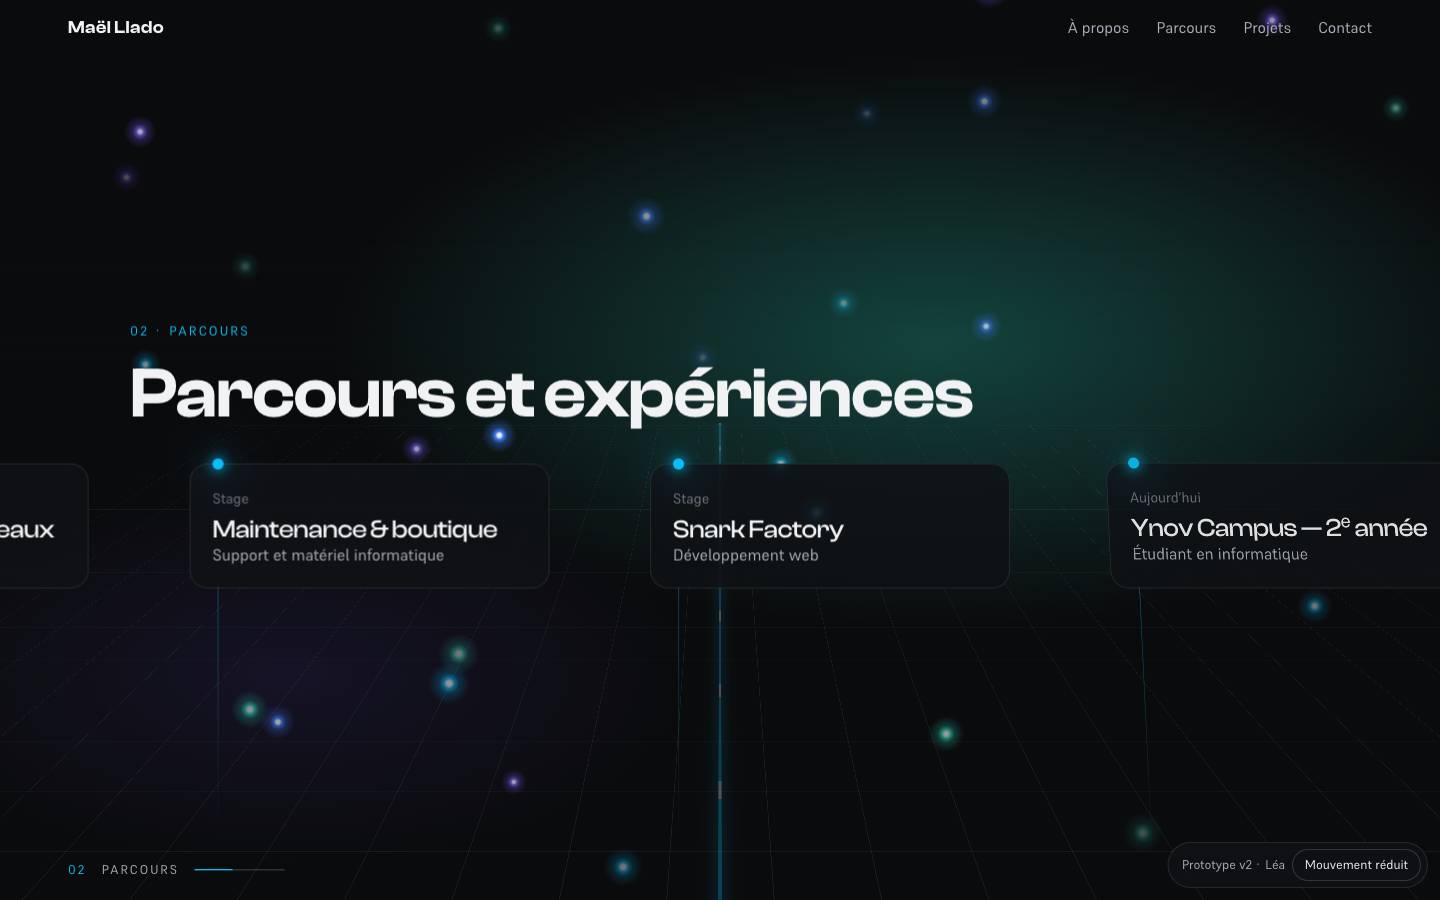 Maël Llado
À propos
Parcours
Projets
Contact
02 · PARCOURS
Parcours et expériences
eaux
Stage
Maintenance & boutique
Support et matériel informatique
Stage
Snark Factory
Développement web
Aujourd'hui
Ynov Campus — 2e année
Étudiant en informatique
02 PARCOURS
Prototype v2 · Léa
Mouvement réduit